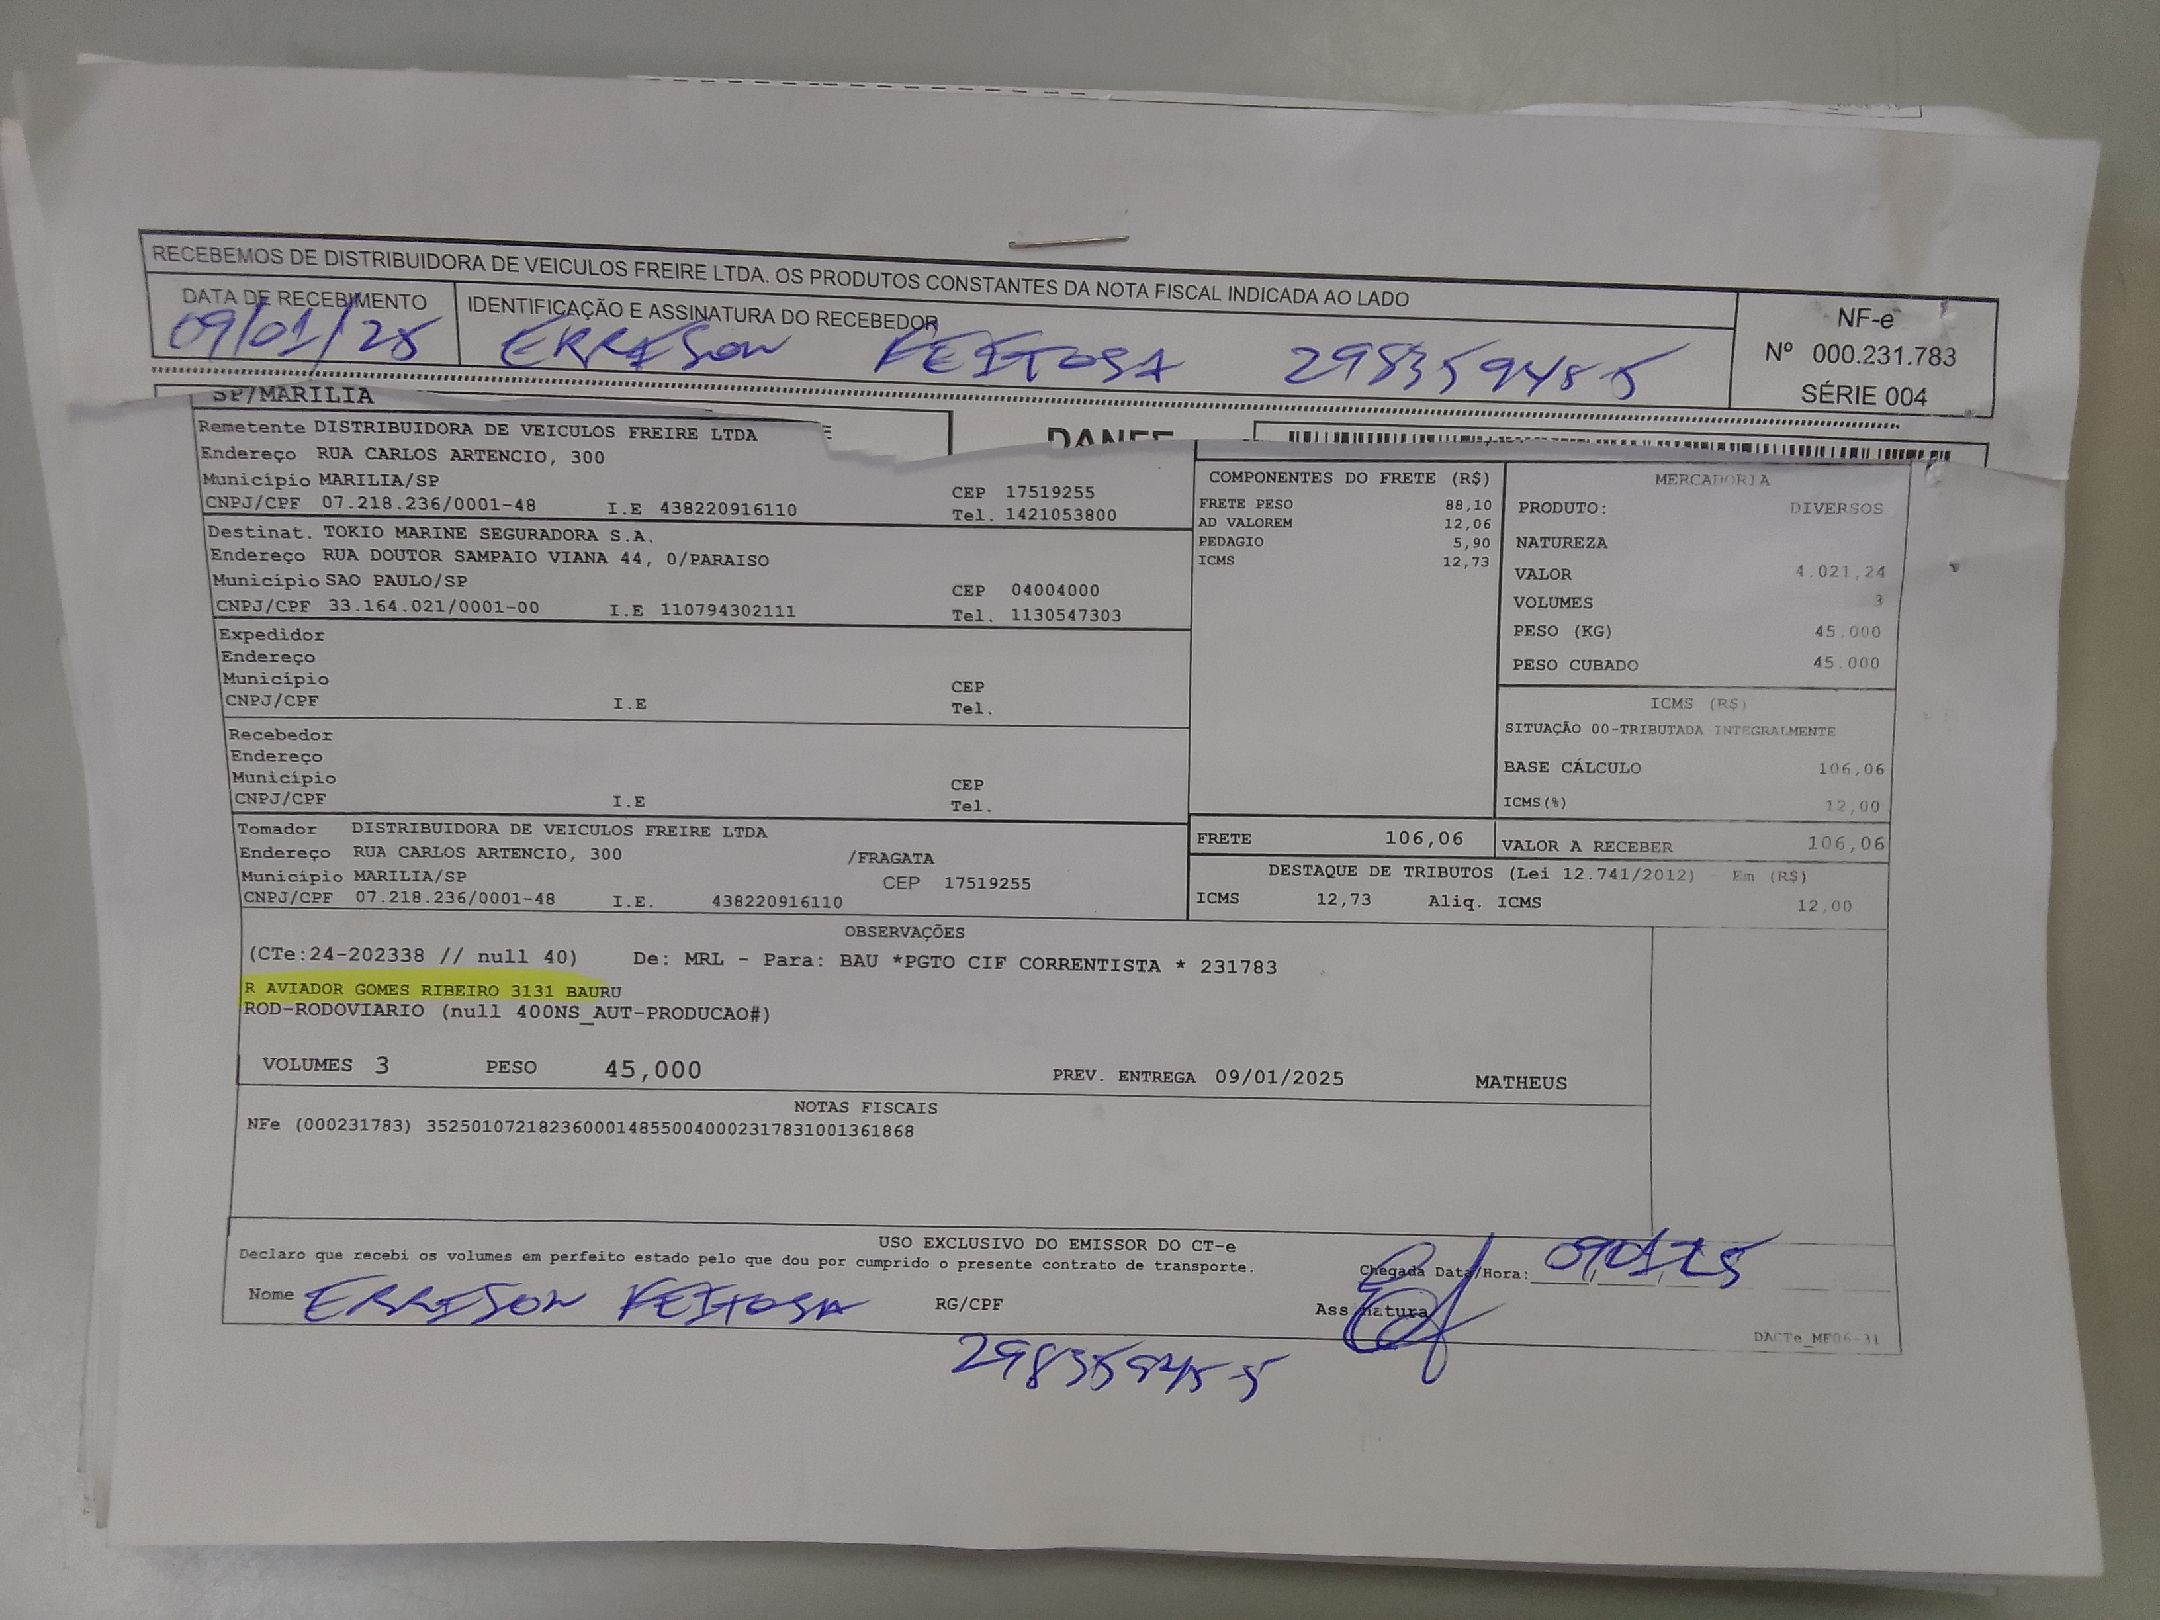 RECEBEMOS DE DISTRIBUIDORA DE VEICULOS FREIRE LTDA. OS PRODUTOS CONSTANTES DA NOTA FISCAL INDICADA AO LADO
DATA DE RECEBIMENTO
09/01/25
IDENTIFICAÇÃO E ASSINATURA DO RECEBEDOR
ERRISON FEITOSA 298359455
NF-e
Nº 000.231.783
SÉRIE 004
SP/MARILIA
DANFE
Remetente DISTRIBUIDORA DE VEICULOS FREIRE LTDA
Endereço RUA CARLOS ARTENCIO, 300
Município MARILIA/SP CEP 17519255
CNPJ/CPF 07.218.236/0001-48 I.E 438220916110 Tel. 1421053800
Destinat. TOKIO MARINE SEGURADORA S.A.
Endereço RUA DOUTOR SAMPAIO VIANA 44, 0/PARAISO
Município SAO PAULO/SP CEP 04004000
CNPJ/CPF 33.164.021/0001-00 I.E 110794302111 Tel. 1130547303
Expedidor
Endereço
Município CEP
CNPJ/CPF I.E Tel.
Recebedor
Endereço
Município CEP
CNPJ/CPF I.E Tel.
Tomador DISTRIBUIDORA DE VEICULOS FREIRE LTDA
Endereço RUA CARLOS ARTENCIO, 300 /FRAGATA
Município MARILIA/SP CEP 17519255
CNPJ/CPF 07.218.236/0001-48 I.E. 438220916110
COMPONENTES DO FRETE (R$)
FRETE PESO 88,10
AD VALOREM 12,06
PEDAGIO 5,90
ICMS 12,73
MERCADORIA
PRODUTO: DIVERSOS
NATUREZA
VALOR 4.021,24
VOLUMES 3
PESO (KG) 45.000
PESO CUBADO 45.000
ICMS (R$)
SITUAÇÃO 00-TRIBUTADA INTEGRALMENTE
BASE CÁLCULO 106,06
ICMS(%) 12,00
FRETE 106,06 VALOR A RECEBER 106,06
DESTAQUE DE TRIBUTOS (Lei 12.741/2012) Em (R$)
ICMS 12,73 Aliq. ICMS 12,00
OBSERVAÇÕES
(CTe:24-202338 // null 40) De: MRL - Para: BAU *PGTO CIF CORRENTISTA * 231783
R AVIADOR GOMES RIBEIRO 3131 BAURU
ROD-RODOVIARIO (null 400NS_AUT-PRODUCAO#)
VOLUMES 3 PESO 45,000 PREV. ENTREGA 09/01/2025 MATHEUS
NOTAS FISCAIS
NFe (000231783) 35250107218236000148550040002317831001361868
USO EXCLUSIVO DO EMISSOR DO CT-e
Declaro que recebi os volumes em perfeito estado pelo que dou por cumprido o presente contrato de transporte.
Chegada Data/Hora: 09,01,25
Nome ERRISON FEITOSA RG/CPF Assinatura
298359455
DACTe_MF06-31